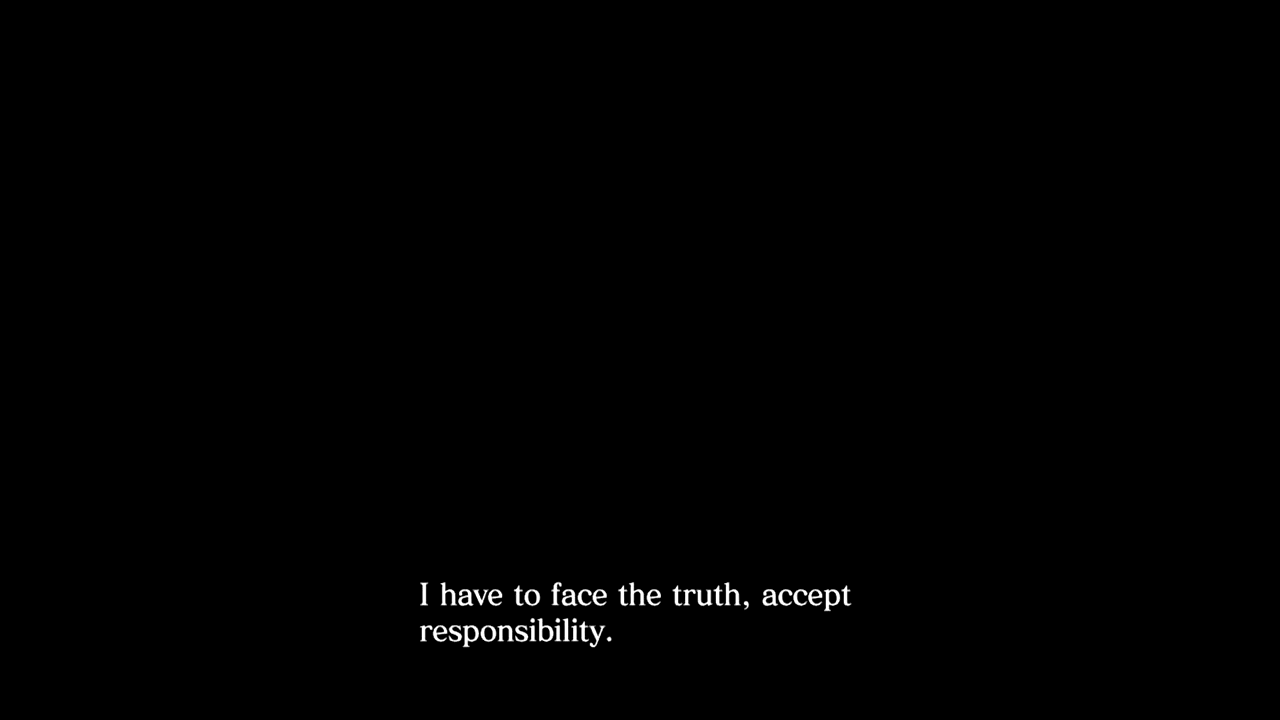 I have to face the truth, accept
responsibility.